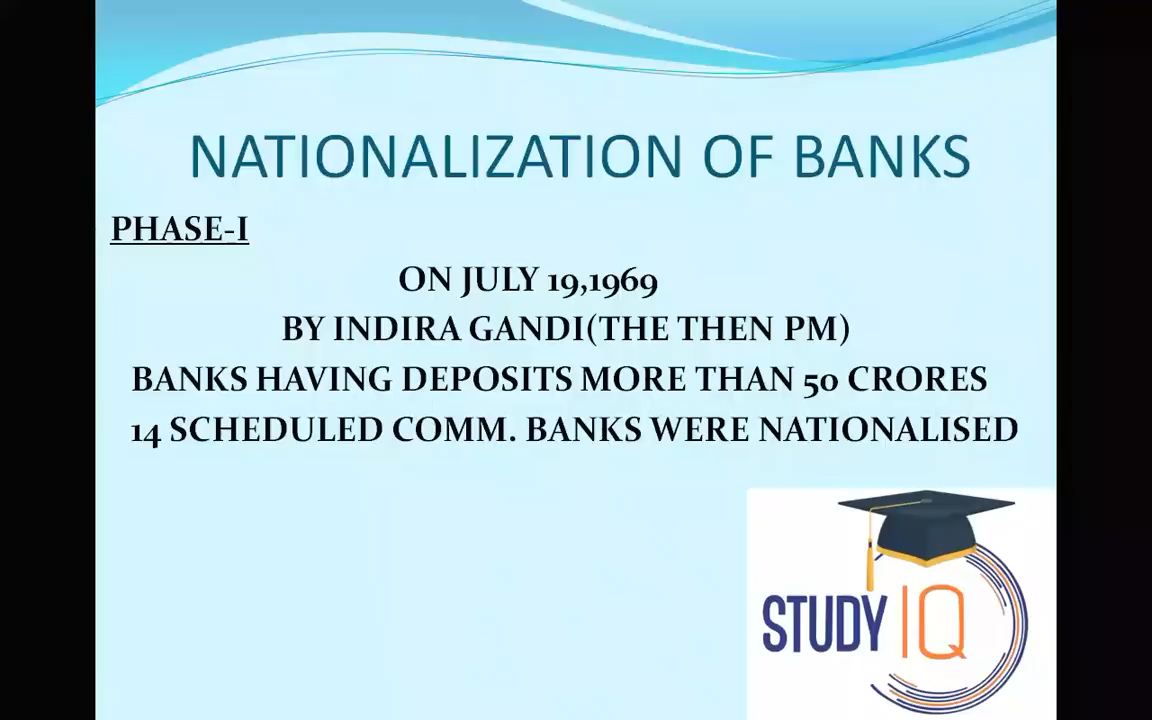 NATIONALIZATION OF BANKS
PHASE-I
ON JULY 19,1969
BY INDIRA GANDI(THE THEN PM)
BANKS HAVING DEPOSITS MORE THAN 50 CRORES
14 SCHEDULED COMM. BANKS WERE NATIONALISED
STUDY IQ